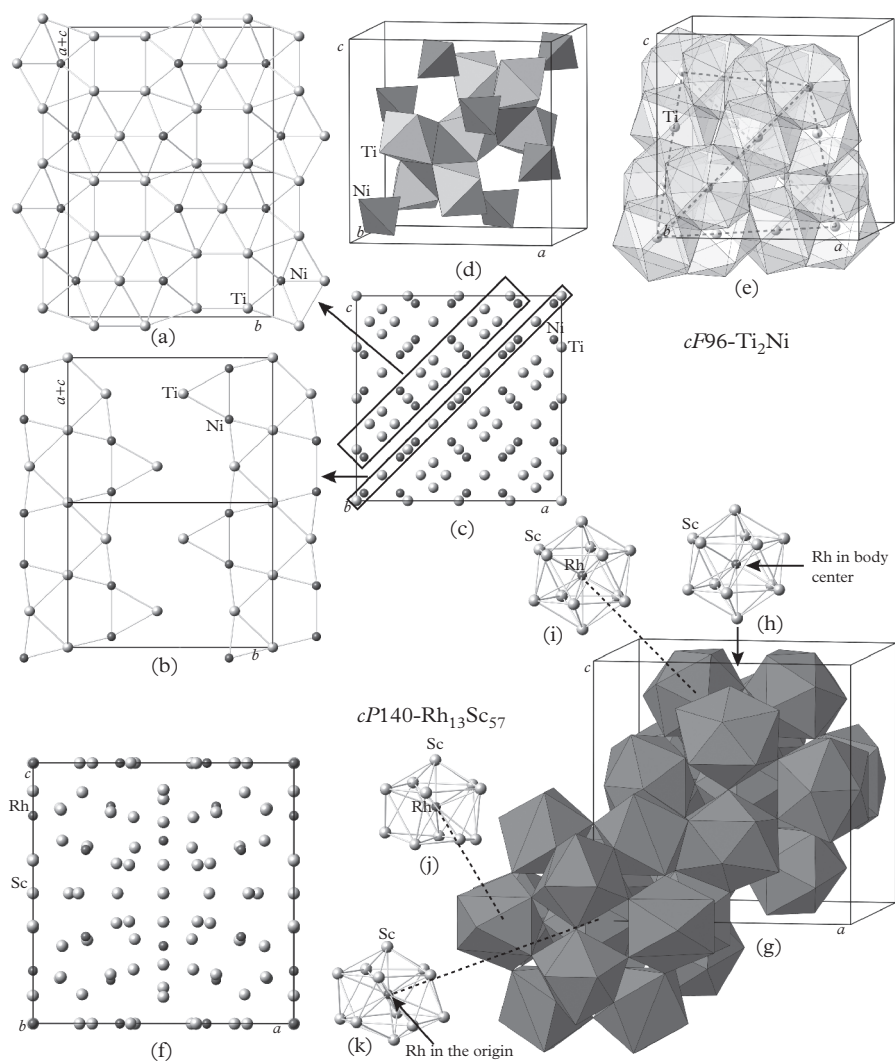 a+c
Ni
Ti
b
(a)
c
Ti
Ni
b
a
(d)
c
Ti
b
a
(e)
cF96-Ti₂Ni
a+c
Ti
Ni
b
(b)
c
Ni
Ti
b
a
(c)
Sc
Rh
(i)
Sc
Rh in body
center
(h)
cP140-Rh₁₃Sc₅₇
c
Rh
Sc
b
a
(f)
Sc
Rh
(j)
Sc
(k)
Rh in the origin
c
a
(g)